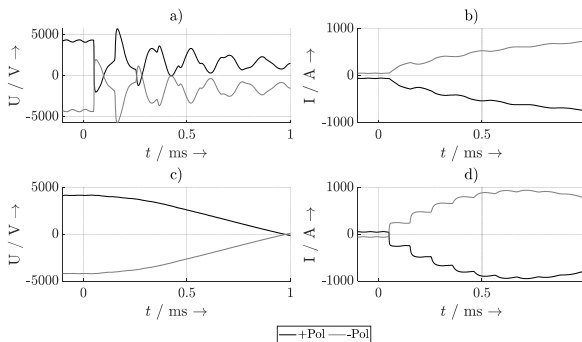 a)
b)
5000
0
-5000
U / V →
0
0.5
1
t / ms →
1000
0
-1000
I / A →
0
0.5
t / ms →
c)
d)
5000
0
-5000
U / V →
0
0.5
1
t / ms →
1000
0
-1000
I / A →
0
0.5
t / ms →
+Pol -Pol